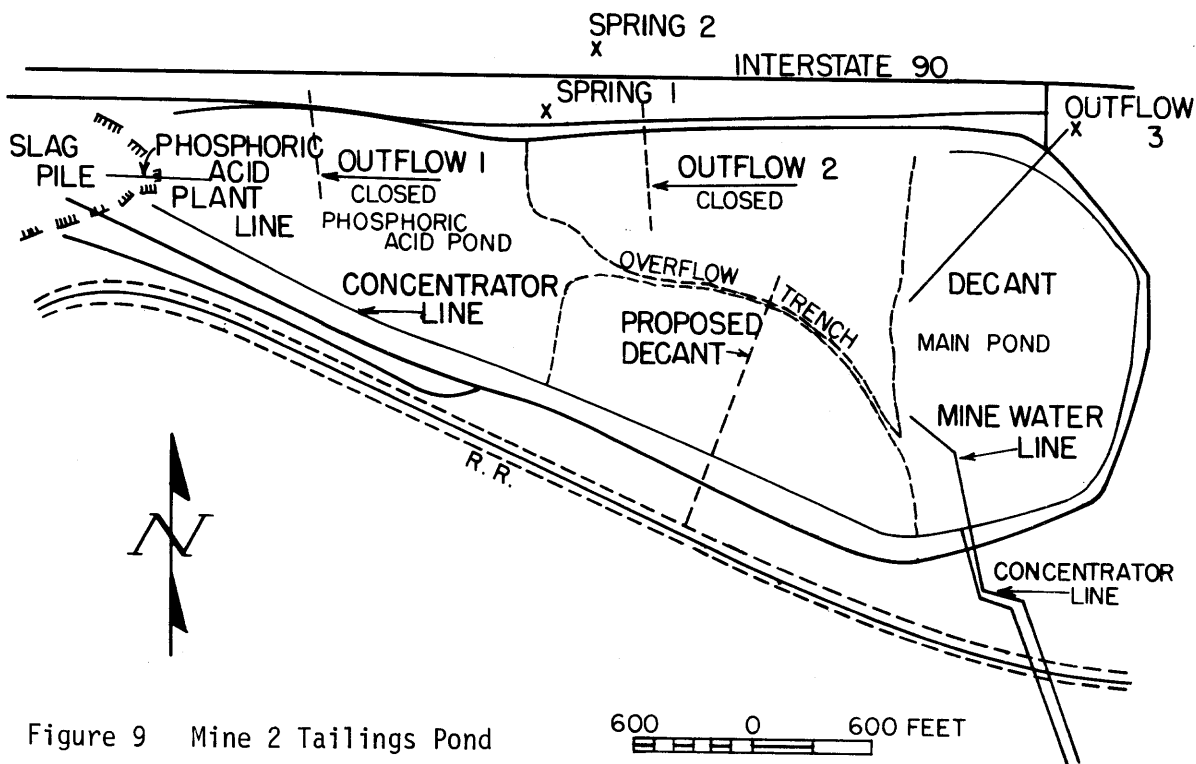 SPRING 2
x
INTERSTATE 90
SPRING 1
x
OUTFLOW
x 3
SLAG
PILE
PHOSPHORIC
ACID
PLANT
LINE
OUTFLOW 1
CLOSED
PHOSPHORIC
ACID POND
OUTFLOW 2
CLOSED
OVERFLOW
TRENCH
DECANT
CONCENTRATOR
LINE
PROPOSED
DECANT
MAIN POND
MINE WATER
LINE
R. R.
N
CONCENTRATOR
LINE
600 0 600 FEET
Figure 9 Mine 2 Tailings Pond